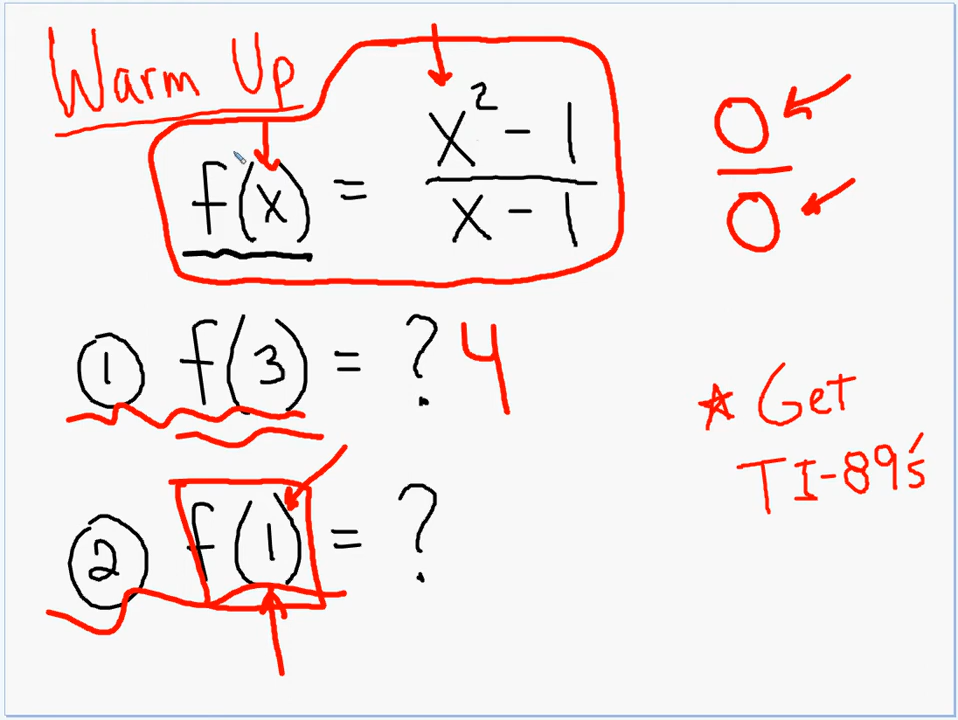 Warm Up
f(x) = x² - 1 / x - 1
0 / 0
① f(3) = ? 4
② f(1) = ?
★ Get
TI-89's